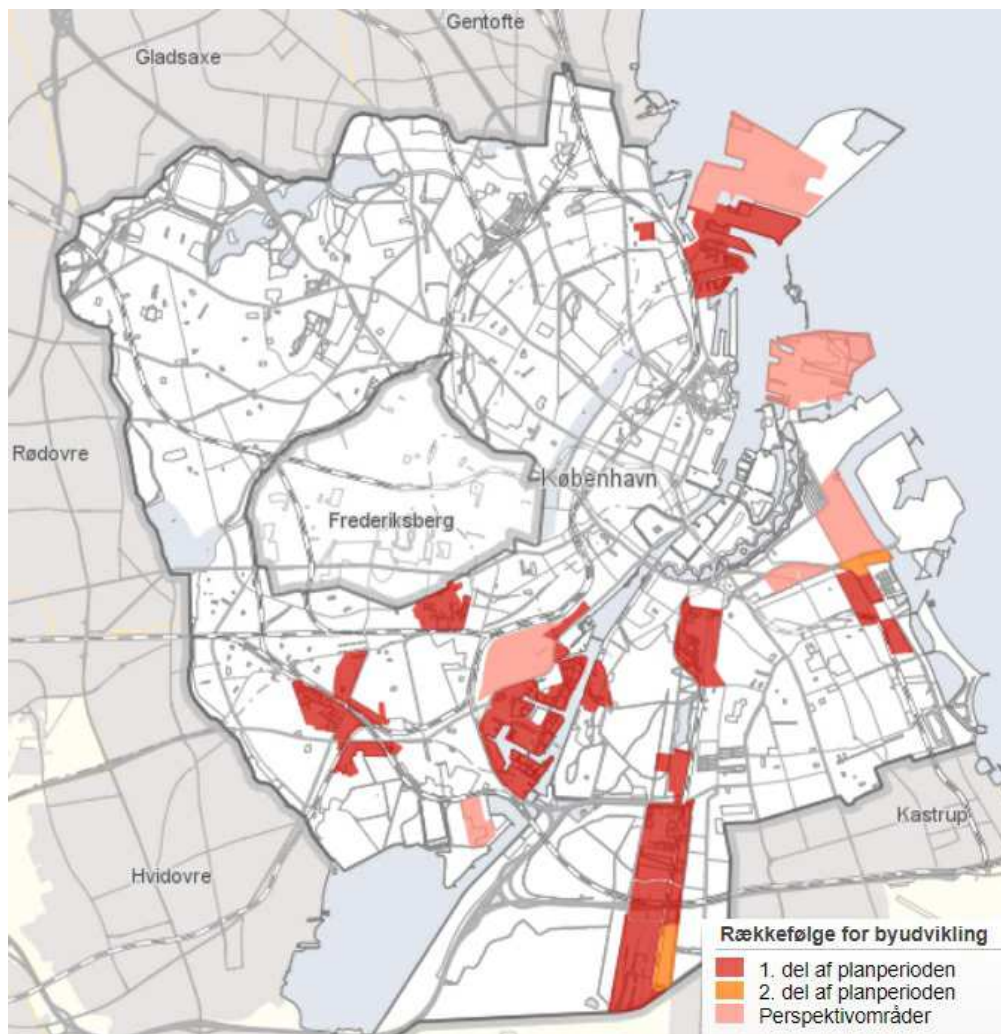 Gentofte
Gladsaxe
Rødovre
København
Frederiksberg
Kastrup
Hvidovre
Rækkefølge for byudvikling
1. del af planperioden
2. del af planperioden
Perspektivområder